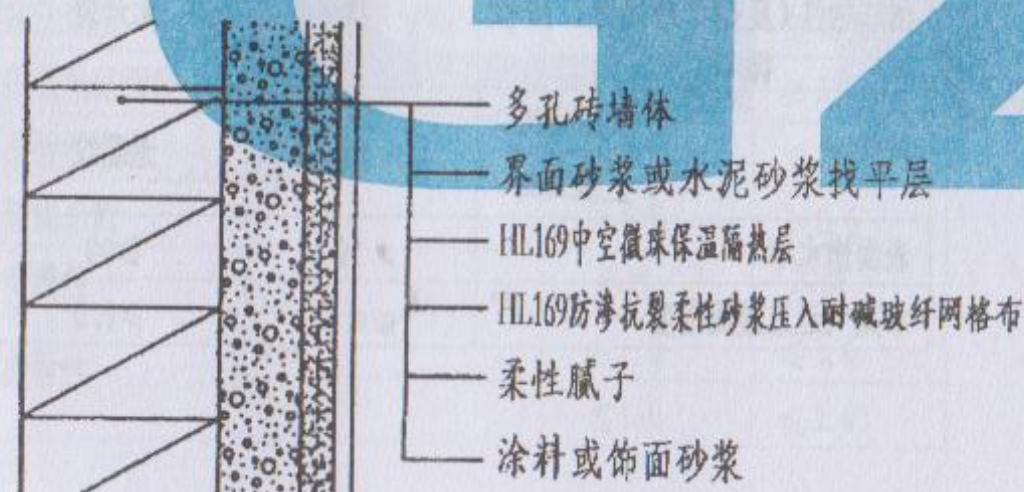 GZ
多孔砖墙体
界面砂浆或水泥砂浆找平层
HL169中空微珠保温隔热层
HL169防渗抗裂柔性砂浆压入耐碱玻纤网格布
柔性腻子
涂料或饰面砂浆